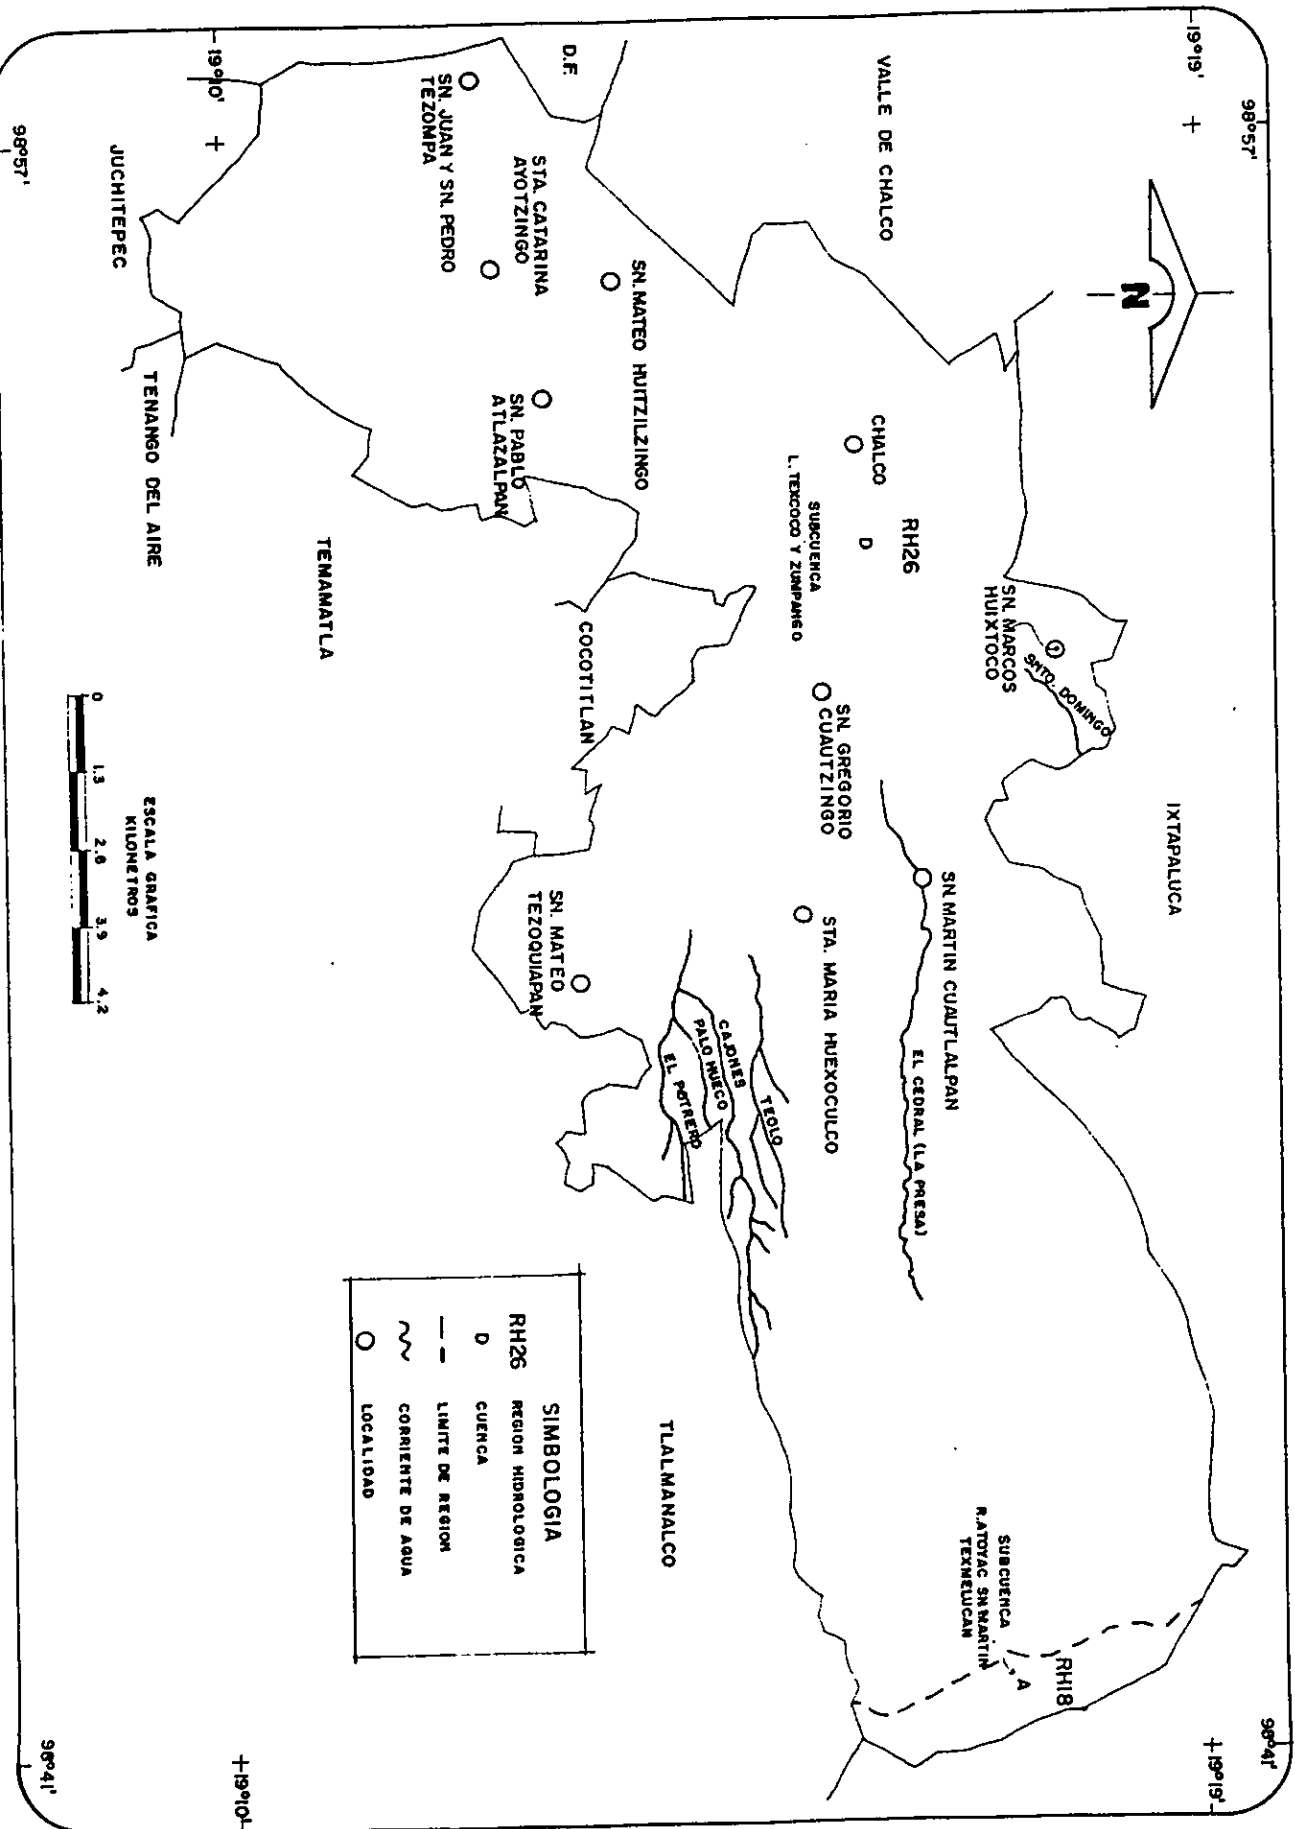 98°57'
98°41'
19°19'
+19°19'
N
VALLE DE CHALCO
IXTAPALUCA
SN. MARCOS
HUIXTOCO
SNTO. DOMINGO
RH18
A
SUBCUENCA
R. ATOYAC SN MARTIN
TEXMELUCAN
CHALCO
RH26
D
SUBCUENCA
L. TEXCOCO Y ZUMPANGO
SN. MARTIN CUAUTLALPAN
EL CEDRAL (LA PRESA)
SN. GREGORIO
CUAUTZINGO
STA. MARIA HUEXOCULCO
TEOLO
CAJONES
PALO HUECO
EL POTRERO
D.F.
SN. MATEO HUITZILZINGO
STA. CATARINA
AYOTZINGO
SN. JUAN Y SN. PEDRO
TEZOMPA
SN. PABLO
ATLAZALPAN
COCOTITLAN
SN. MATEO
TEZOQUIAPAN
TLALMANALCO
TEMAMATLA
JUCHITEPEC
TENANGO DEL AIRE
SIMBOLOGIA
RH26 REGION HIDROLOGICA
D CUENCA
LIMITE DE REGION
CORRIENTE DE AGUA
LOCALIDAD
ESCALA GRAFICA
KILOMETROS
0 1.3 2.6 3.9 4.2
19°10'
+19°10'
98°57'
98°41'